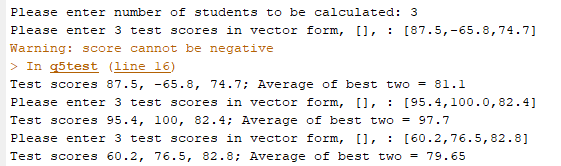 Please enter number of students to be calculated: 3
Please enter 3 test scores in vector form, [], : [87.5,-65.8,74.7]
Warning: score cannot be negative
> In q5test (line 16)
Test scores 87.5, -65.8, 74.7; Average of best two = 81.1
Please enter 3 test scores in vector form, [], : [95.4,100.0,82.4]
Test scores 95.4, 100, 82.4; Average of best two = 97.7
Please enter 3 test scores in vector form, [], : [60.2,76.5,82.8]
Test scores 60.2, 76.5, 82.8; Average of best two = 79.65